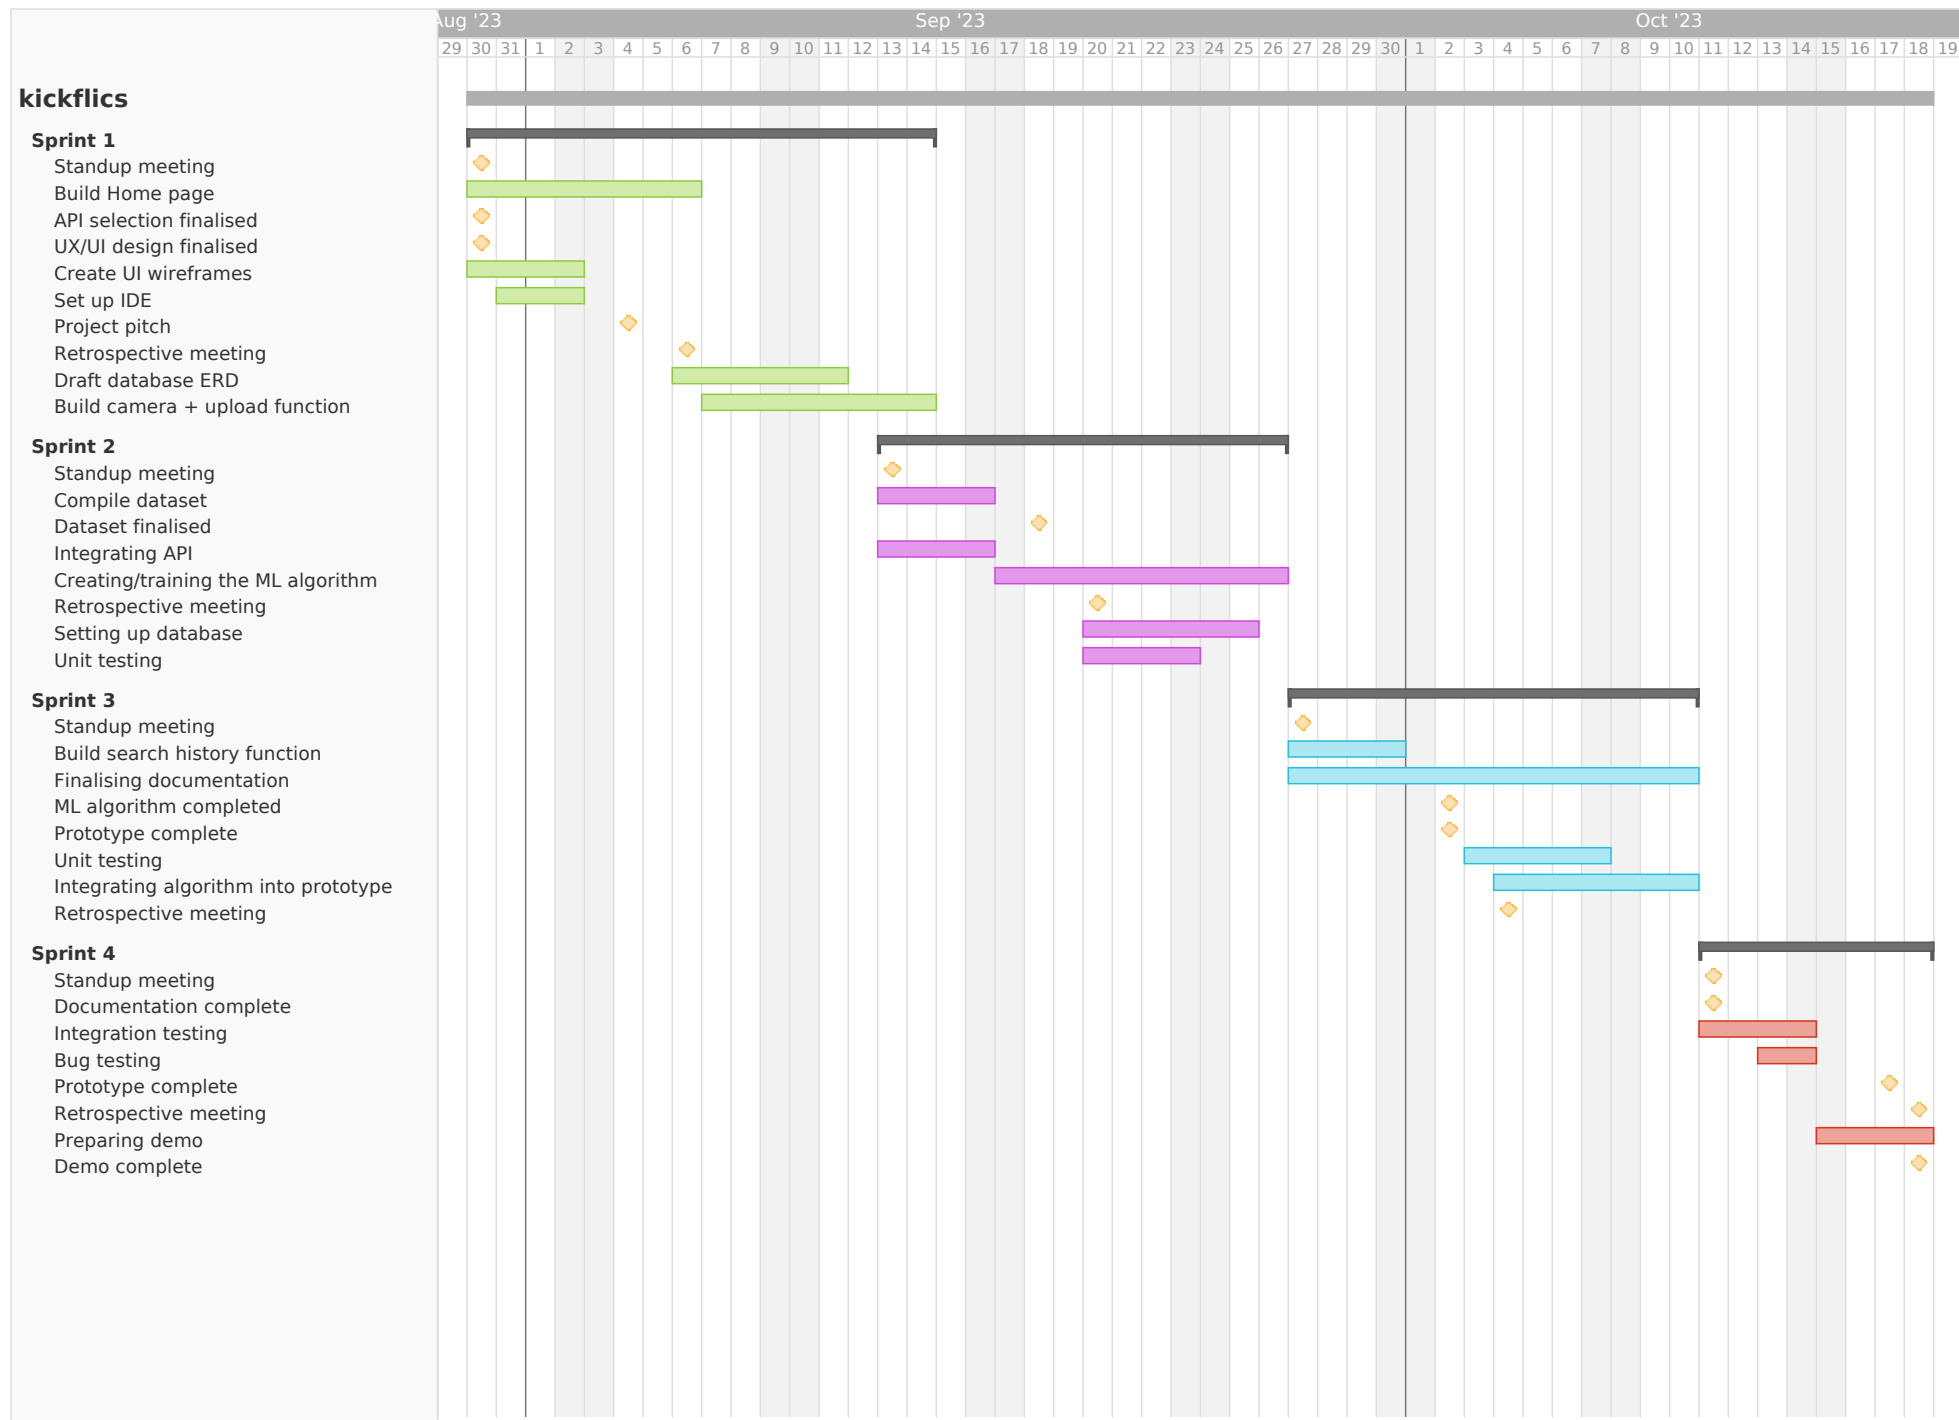 Aug '23 Sep '23 Oct '23
29 30 31 1 2 3 4 5 6 7 8 9 10 11 12 13 14 15 16 17 18 19 20 21 22 23 24 25 26 27 28 29 30 1 2 3 4 5 6 7 8 9 10 11 12 13 14 15 16 17 18 19
kickflics
Sprint 1
Standup meeting
Build Home page
API selection finalised
UX/UI design finalised
Create UI wireframes
Set up IDE
Project pitch
Retrospective meeting
Draft database ERD
Build camera + upload function
Sprint 2
Standup meeting
Compile dataset
Dataset finalised
Integrating API
Creating/training the ML algorithm
Retrospective meeting
Setting up database
Unit testing
Sprint 3
Standup meeting
Build search history function
Finalising documentation
ML algorithm completed
Prototype complete
Unit testing
Integrating algorithm into prototype
Retrospective meeting
Sprint 4
Standup meeting
Documentation complete
Integration testing
Bug testing
Prototype complete
Retrospective meeting
Preparing demo
Demo complete